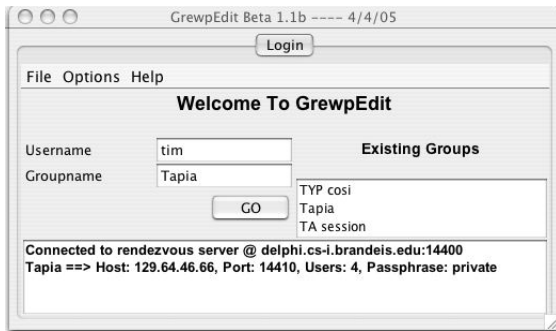 GrewpEdit Beta 1.1b ---- 4/4/05
Login
File Options Help
Welcome To GrewpEdit
Username tim
Groupname Tapia
GO
Existing Groups
TYP cosi
Tapia
TA session
Connected to rendezvous server @ delphi.cs-i.brandeis.edu:14400
Tapia ==> Host: 129.64.46.66, Port: 14410, Users: 4, Passphrase: private